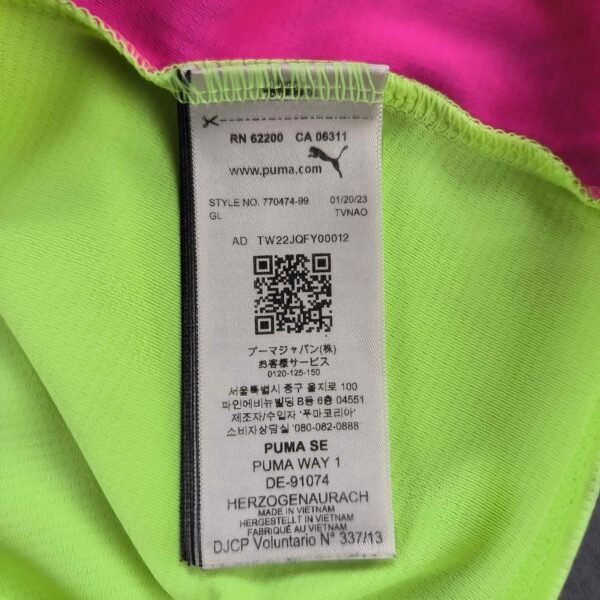 RN 62200 CA 05311
www.puma.com
STYLE NO. 770474-99 01/20/23
GL TVNAO
AD TW22JQFY00012
プーマジャパン(株)
お客様サービス
0120-125-150
서울특별시 중구 을지로 100
파인에비뉴빌딩 B동 6층 04551
제조자/수입자 '푸마코리아'
소비자상담실 '080-082-0888'
PUMA SE
PUMA WAY 1
DE-91074
HERZOGENAURACH
MADE IN VIETNAM
HERGESTELLT IN VIETNAM
FABRIQUÉ AU VIETNAM
DJCP Voluntario N° 337/13